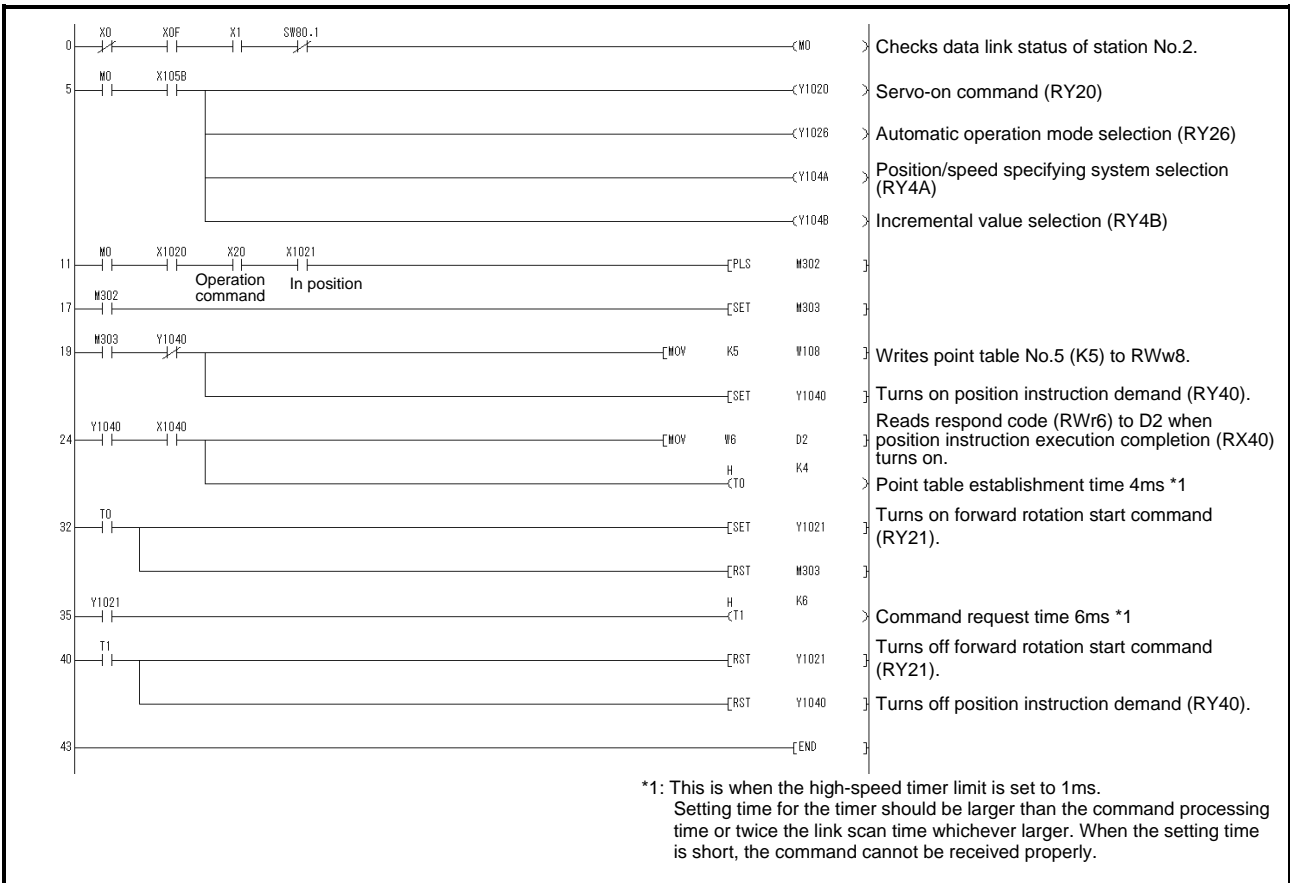 X0 X0F X1 SW80.1
0 (M0 ) Checks data link status of station No.2.
M0 X105B
5 (Y1020 ) Servo-on command (RY20)
(Y1026 ) Automatic operation mode selection (RY26)
(Y104A ) Position/speed specifying system selection
(RY4A)
(Y104B ) Incremental value selection (RY4B)
M0 X1020 X20 X1021
11 [PLS M302 ]
Operation In position
command
M302
17 [SET M303 ]
M303 Y1040
19 [MOV K5 W108 ] Writes point table No.5 (K5) to RWw8.
[SET Y1040 ] Turns on position instruction demand (RY40).
Y1040 X1040 Reads respond code (RWr6) to D2 when
24 [MOV W6 D2 ] position instruction execution completion (RX40)
turns on.
H K4
(T0 ) Point table establishment time 4ms *1
T0 Turns on forward rotation start command
32 [SET Y1021 ] (RY21).
[RST M303 ]
Y1021 H K6
35 (T1 ) Command request time 6ms *1
T1 Turns off forward rotation start command
40 [RST Y1021 ] (RY21).
[RST Y1040 ] Turns off position instruction demand (RY40).
43 [END ]
*1: This is when the high-speed timer limit is set to 1ms.
Setting time for the timer should be larger than the command processing
time or twice the link scan time whichever larger. When the setting time
is short, the command cannot be received properly.